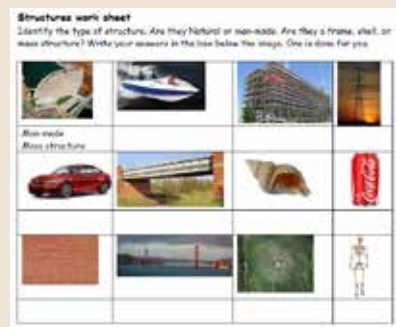 Structures work sheet
Identify the type of structure. Are they Natural or man-made. Are they a frame, shell, or
mass structure? Write your answers in the box below the image. One is done for you.
Man made
Mass structure
Coca-Cola